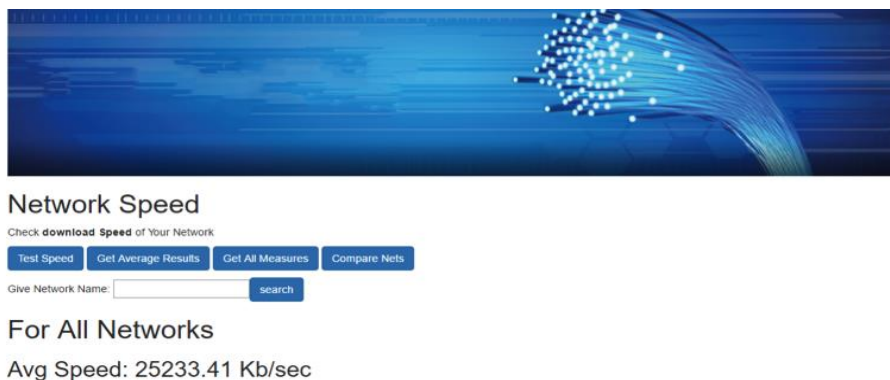 Network Speed
Check download Speed of Your Network
Test Speed Get Average Results Get All Measures Compare Nets
Give Network Name: search
For All Networks
Avg Speed: 25233.41 Kb/sec